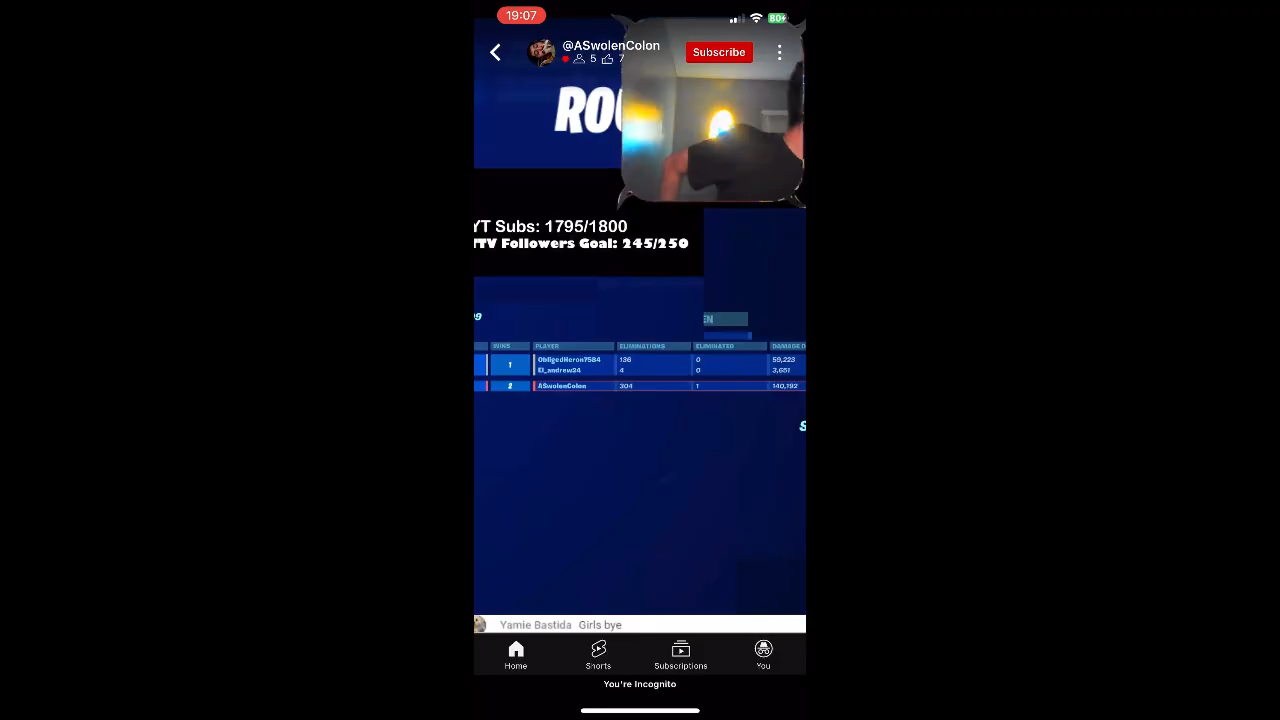 19:07
80
@ASwolenColon
5 7
Subscribe
YT Subs: 1795/1800
TTV Followers Goal: 245/250
WINS PLAYER ELIMINATIONS ELIMINATED DAMAGE D
1 ObligedHeron7584 136 0 59,223
El_andrew24 4 0 3,651
2 ASwolenColon 304 1 140,192
Yamie Bastida Girls bye
Home Shorts Subscriptions You
You're Incognito